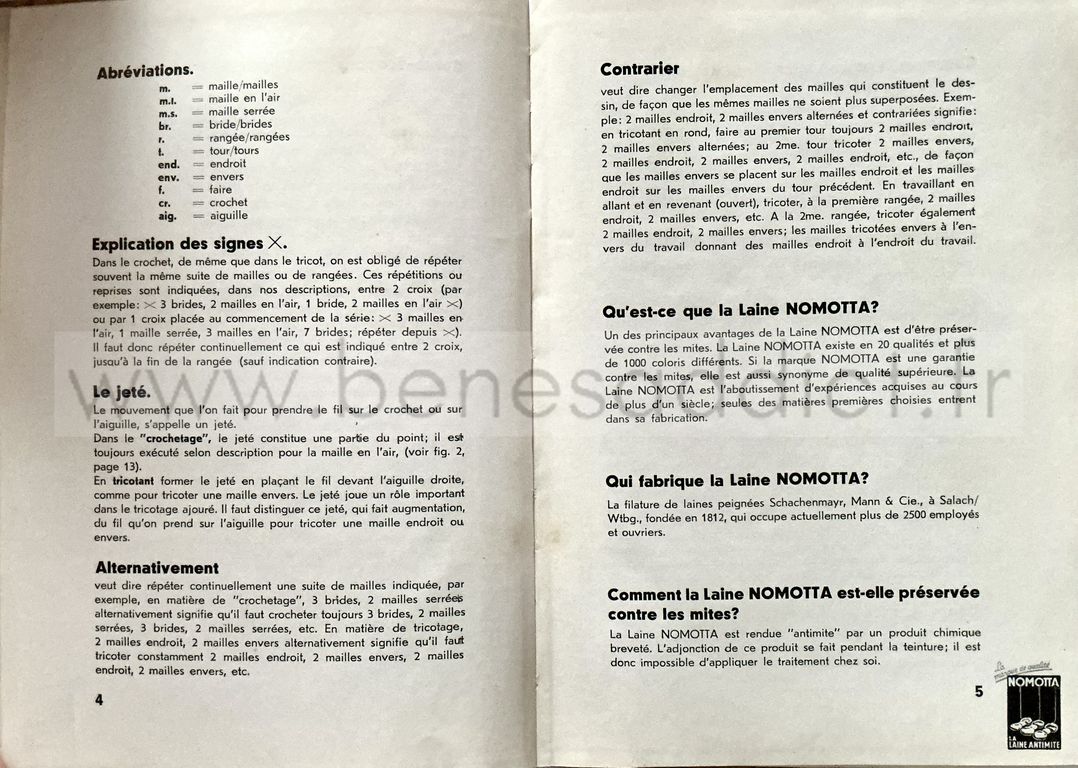 Abréviations.
m. = maille/mailles
m.l. = maille en l'air
m.s. = maille serrée
br. = bride/brides
r. = rangée/rangées
t. = tour/tours
end. = endroit
env. = envers
f. = faire
cr. = crochet
aig. = aiguille
Explication des signes ×.
Dans le crochet, de même que dans le tricot, on est obligé de répéter
souvent la même suite de mailles ou de rangées. Ces répétitions ou
reprises sont indiquées, dans nos descriptions, entre 2 croix (par
exemple: × 3 brides, 2 mailles en l'air, 1 bride, 2 mailles en l'air ×)
ou par 1 croix placée au commencement de la série: × 3 mailles en
l'air, 1 maille serrée, 3 mailles en l'air, 7 brides; répéter depuis ×).
Il faut donc répéter continuellement ce qui est indiqué entre 2 croix,
jusqu'à la fin de la rangée (sauf indication contraire).
Le jeté.
Le mouvement que l'on fait pour prendre le fil sur le crochet ou sur
l'aiguille, s'appelle un jeté.
Dans le "crochetage", le jeté constitue une partie du point; il est
toujours exécuté selon description pour la maille en l'air, (voir fig. 2,
page 13).
En tricotant former le jeté en plaçant le fil devant l'aiguille droite,
comme pour tricoter une maille envers. Le jeté joue un rôle important
dans le tricotage ajouré. Il faut distinguer ce jeté, qui fait augmentation,
du fil qu'on prend sur l'aiguille pour tricoter une maille endroit ou
envers.
Alternativement
veut dire répéter continuellement une suite de mailles indiquée, par
exemple, en matière de "crochetage", 3 brides, 2 mailles serrées
alternativement signifie qu'il faut crocheter toujours 3 brides, 2 mailles
serrées, 3 brides, 2 mailles serrées, etc. En matière de tricotage,
2 mailles endroit, 2 mailles envers alternativement signifie qu'il faut
tricoter constamment 2 mailles endroit, 2 mailles envers, 2 mailles
endroit, 2 mailles envers, etc.
4
Contrarier
veut dire changer l'emplacement des mailles qui constituent le des-
sin, de façon que les mêmes mailles ne soient plus superposées. Exem-
ple: 2 mailles endroit, 2 mailles envers alternées et contrariées signifie:
en tricotant en rond, faire au premier tour toujours 2 mailles endroit,
2 mailles envers alternées; au 2me. tour tricoter 2 mailles envers,
2 mailles endroit, 2 mailles envers, 2 mailles endroit, etc., de façon
que les mailles envers se placent sur les mailles endroit et les mailles
endroit sur les mailles envers du tour précédent. En travaillant en
allant et en revenant (ouvert), tricoter, à la première rangée, 2 mailles
endroit, 2 mailles envers, etc. A la 2me. rangée, tricoter également
2 mailles endroit, 2 mailles envers; les mailles tricotées envers à l'en-
vers du travail donnant des mailles endroit à l'endroit du travail.
Qu'est-ce que la Laine NOMOTTA?
Un des principaux avantages de la Laine NOMOTTA est d'être préser-
vée contre les mites. La Laine NOMOTTA existe en 20 qualités et plus
de 1000 coloris différents. Si la marque NOMOTTA est une garantie
contre les mites, elle est aussi synonyme de qualité supérieure. La
Laine NOMOTTA est l'aboutissement d'expériences acquises au cours
de plus d'un siècle; seules des matières premières choisies entrent
dans sa fabrication.
Qui fabrique la Laine NOMOTTA?
La filature de laines peignées Schachenmayr, Mann & Cie., à Salach/
Wtbg., fondée en 1812, qui occupe actuellement plus de 2500 employés
et ouvriers.
Comment la Laine NOMOTTA est-elle préservée
contre les mites?
La Laine NOMOTTA est rendue "antimite" par un produit chimique
breveté. L'adjonction de ce produit se fait pendant la teinture; il est
donc impossible d'appliquer le traitement chez soi.
5
La
marque de qualité
NOMOTTA
LA
LAINE ANTIMITE
www.benesodaler.fr